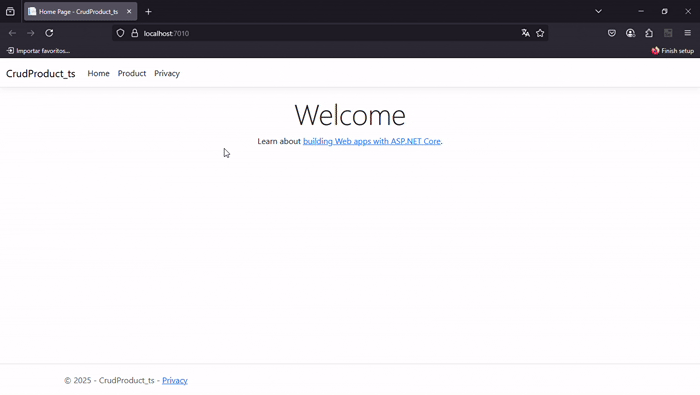 Home Page - CrudProduct_ts
localhost:7010
Importar favoritos...
Finish setup
CrudProduct_ts Home Product Privacy
Welcome
Learn about building Web apps with ASP.NET Core.
© 2025 - CrudProduct_ts - Privacy